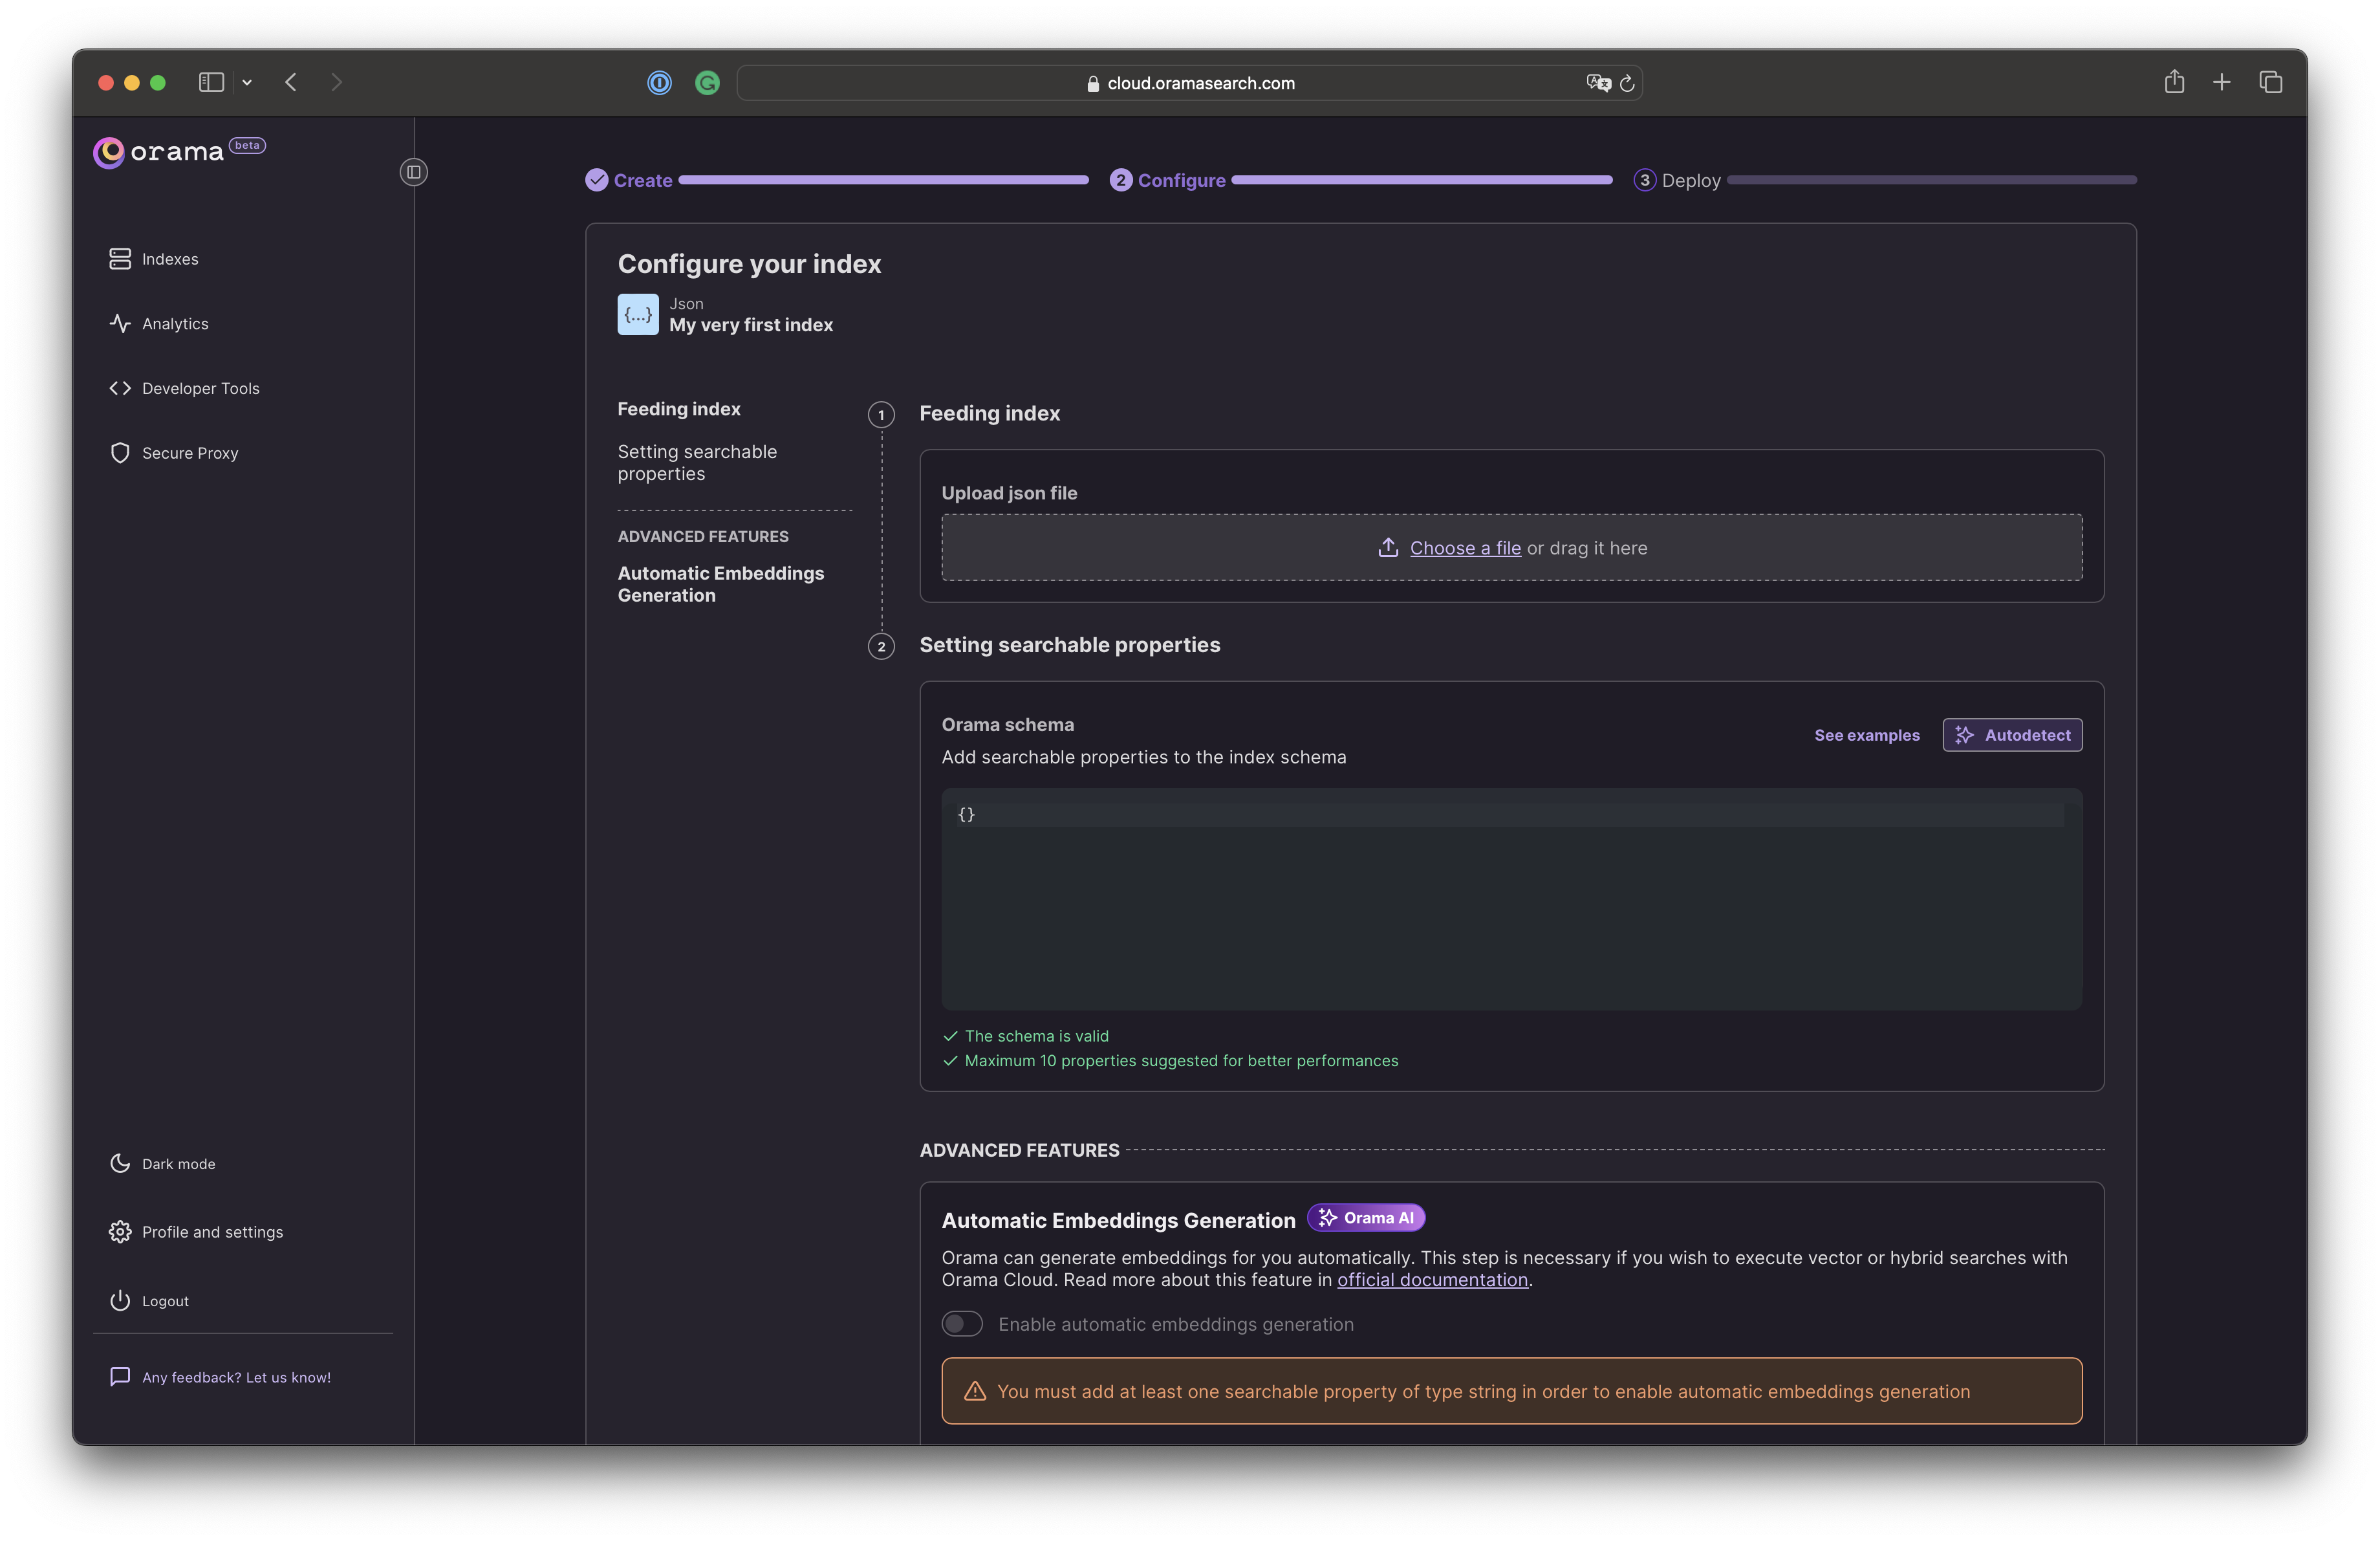 cloud.oramasearch.com
orama beta
Indexes
Analytics
Developer Tools
Secure Proxy
Dark mode
Profile and settings
Logout
Any feedback? Let us know!
Create
2 Configure
3 Deploy
Configure your index
{...}
Json
My very first index
Feeding index
Setting searchable
properties
ADVANCED FEATURES
Automatic Embeddings
Generation
1 Feeding index
Upload json file
Choose a file or drag it here
2 Setting searchable properties
Orama schema
Add searchable properties to the index schema
See examples
Autodetect
{}
The schema is valid
Maximum 10 properties suggested for better performances
ADVANCED FEATURES
Automatic Embeddings Generation Orama AI
Orama can generate embeddings for you automatically. This step is necessary if you wish to execute vector or hybrid searches with
Orama Cloud. Read more about this feature in official documentation.
Enable automatic embeddings generation
You must add at least one searchable property of type string in order to enable automatic embeddings generation